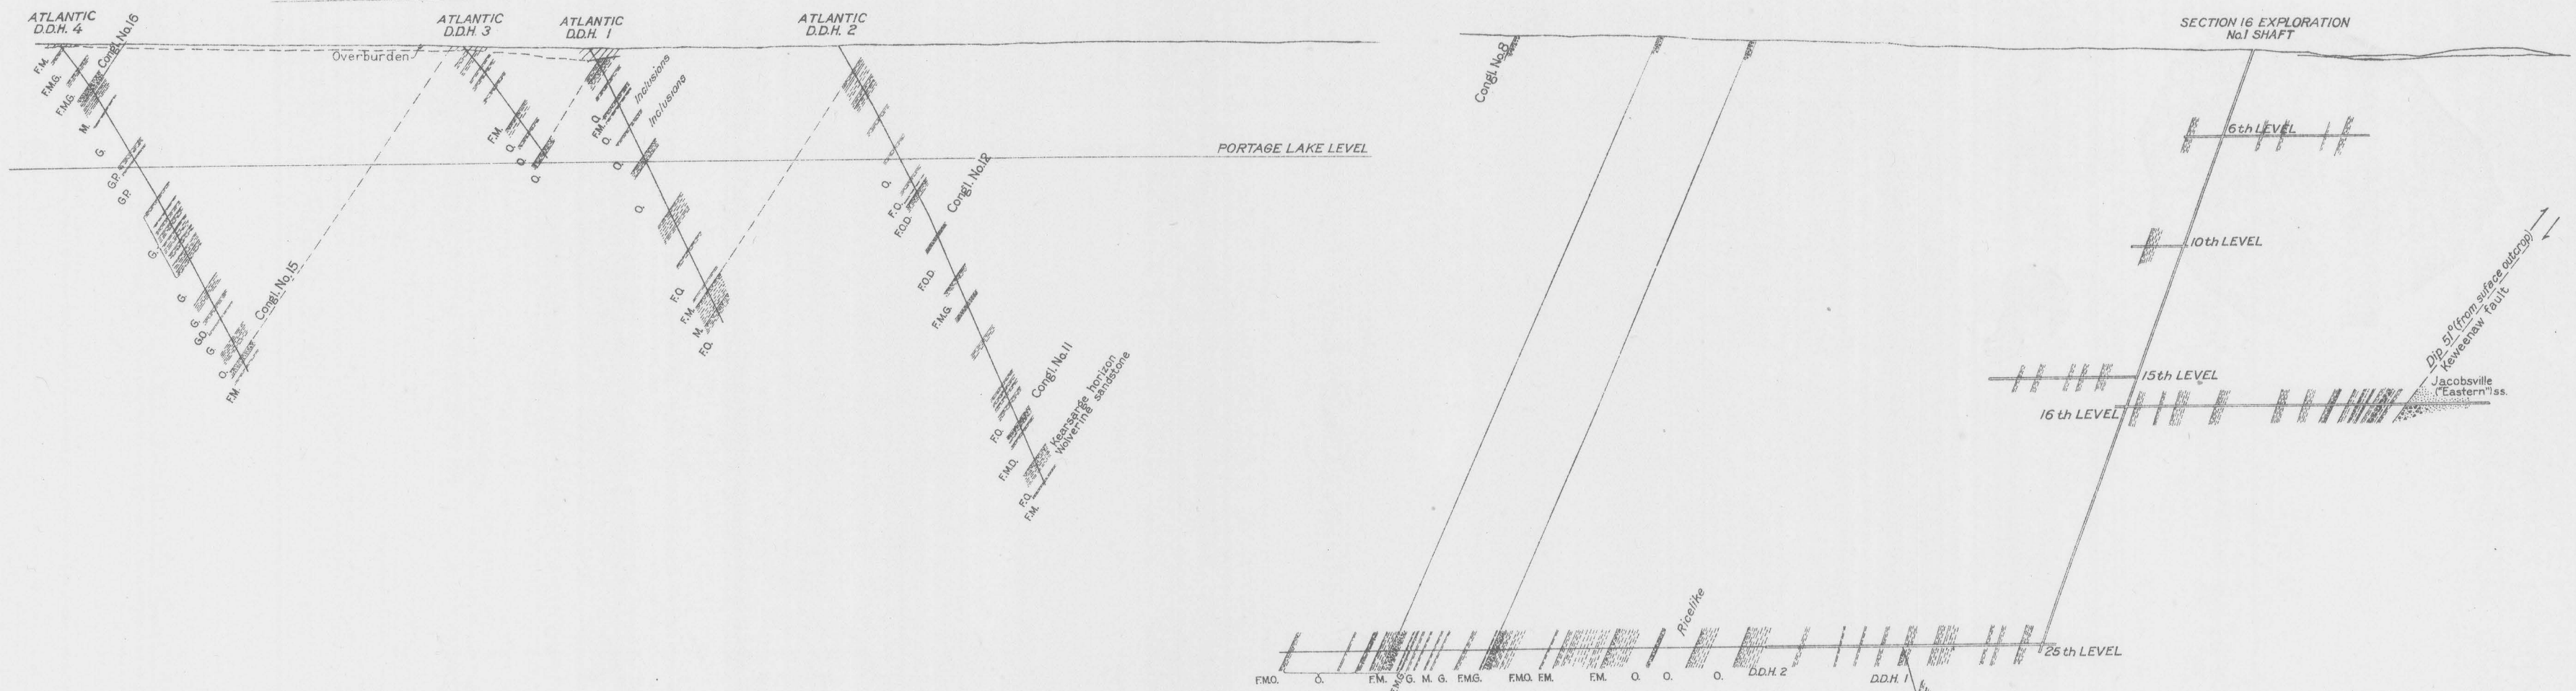 ATLANTIC
D.D.H. 4
Congl. No. 16
F.M.
F.M.G.
F.M.G.
M.
G.
G.P.
G.P.
G.
G.
G.
G.O.
G.
O.
F.M.
Congl. No. 15
Overburden
ATLANTIC
D.D.H. 3
F.M.
O.
O.
O.
ATLANTIC
D.D.H. 1
Inclusions
Inclusions
O.
F.M.
O.
O.
O.
F.O.
F.M.
M.
F.O.
ATLANTIC
D.D.H. 2
O.
F.O.
F.O.D.
Congl. No. 12
F.O.D
F.M.G.
Congl. No. 11
F.O.
F.M.D.
Kearsarge horizon
Wolverine sandstone
F.O.
F.M.
PORTAGE LAKE LEVEL
Congl. No. 8
SECTION 16 EXPLORATION
No.1 SHAFT
6th LEVEL
10th LEVEL
15th LEVEL
16th LEVEL
Dip 51° (from suface outcrop)
Keweenaw fault
Jacobsville
("Eastern") ss.
Ricelike
25th LEVEL
F.M.O. O. F.M. F.M.G. G. M. G. F.M.G. F.M.O. F.M. F.M. O. O. O. D.D.H. 2 D.D.H. 1